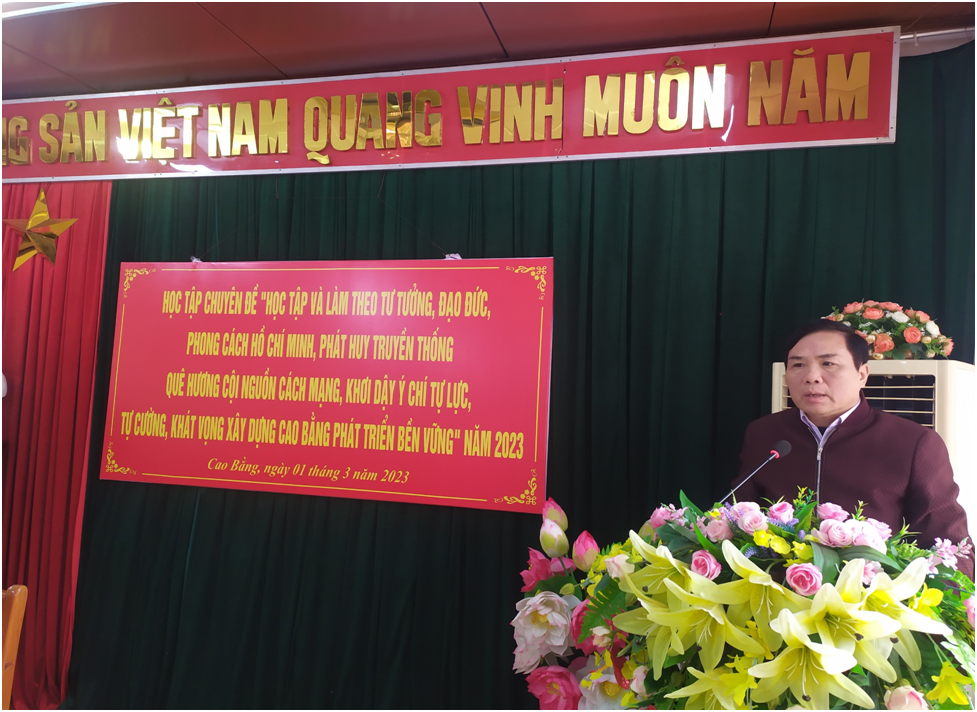 NG SẢN VIỆT NAM QUANG VINH MUÔN NĂM
HỌC TẬP CHUYÊN ĐỀ "HỌC TẬP VÀ LÀM THEO TƯ TƯỞNG, ĐẠO ĐỨC,
PHONG CÁCH HỒ CHÍ MINH, PHÁT HUY TRUYỀN THỐNG
QUÊ HƯƠNG CỘI NGUỒN CÁCH MẠNG, KHƠI DẬY Ý CHÍ TỰ LỰC,
TỰ CƯỜNG, KHÁT VỌNG XÂY DỰNG CAO BẰNG PHÁT TRIỂN BỀN VỮNG" NĂM 2023
Cao Bằng, ngày 01 tháng 3 năm 2023